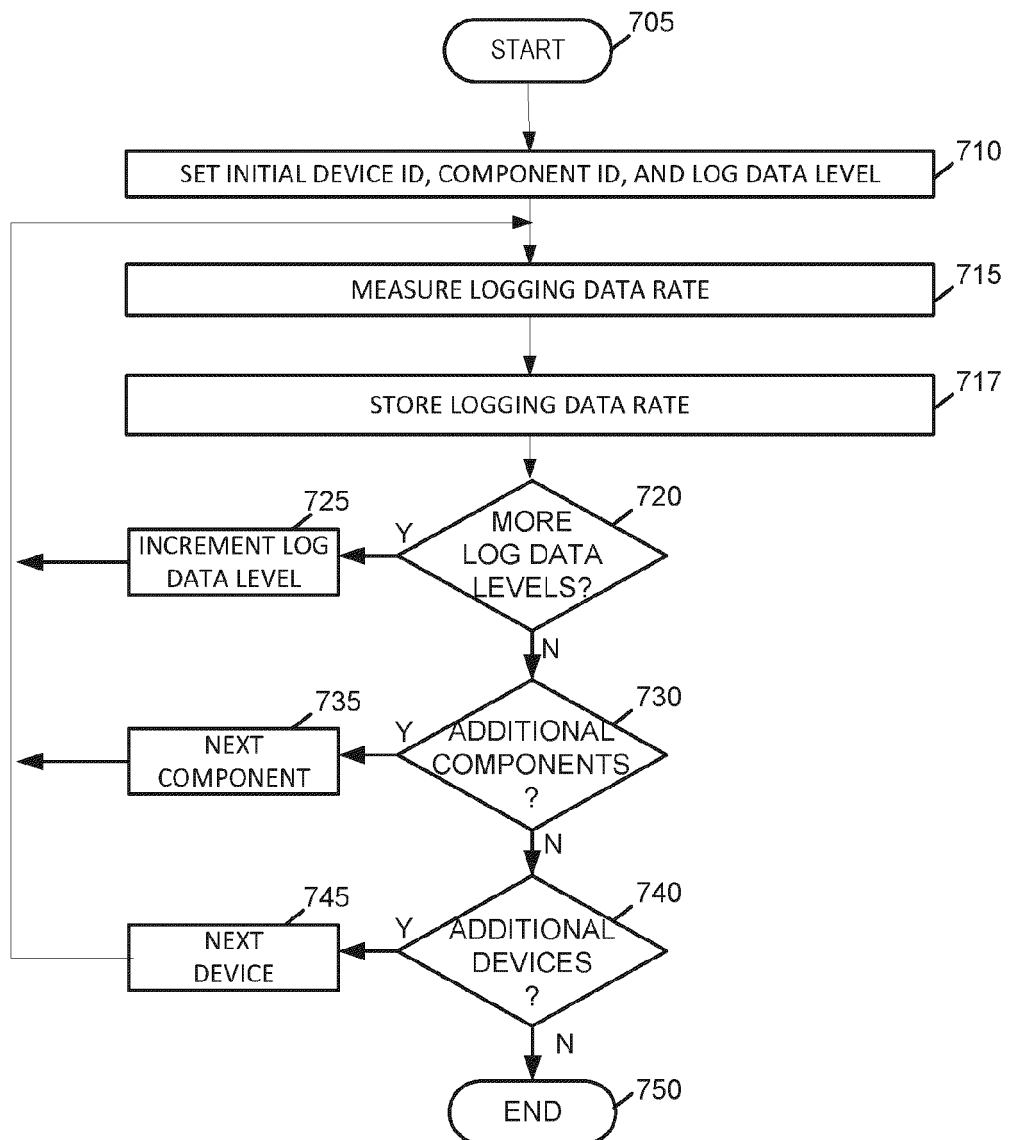 START
705
SET INITIAL DEVICE ID, COMPONENT ID, AND LOG DATA LEVEL
710
MEASURE LOGGING DATA RATE
715
STORE LOGGING DATA RATE
717
725
INCREMENT LOG
DATA LEVEL
Y
MORE
LOG DATA
LEVELS?
720
N
735
NEXT
COMPONENT
Y
ADDITIONAL
COMPONENTS
?
730
N
745
NEXT
DEVICE
Y
ADDITIONAL
DEVICES
?
740
N
END
750